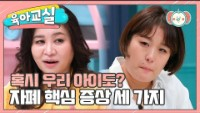 육아교실
혹시 우리 아이도?
자폐 핵심 증상 세 가지